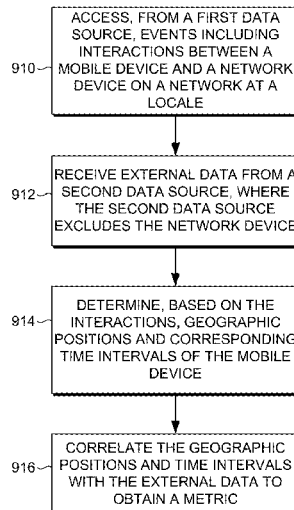 ACCESS, FROM A FIRST DATA
SOURCE, EVENTS INCLUDING
910
INTERACTIONS BETWEEN A
MOBILE DEVICE AND A NETWORK
DEVICE ON A NETWORK AT A
LOCALE
RECEIVE EXTERNAL DATA FROM A
912
SECOND DATA SOURCE, WHERE
THE SECOND DATA SOURCE
EXCLUDES THE NETWORK DEVICE
DETERMINE, BASED ON THE
INTERACTIONS, GEOGRAPHIC
914
POSITIONS AND CORRESPONDING
TIME INTERVALS OF THE MOBILE
DEVICE
CORRELATE THE GEOGRAPHIC
916
POSITIONS AND TIME INTERVALS
WITH THE EXTERNAL DATA TO
OBTAIN A METRIC